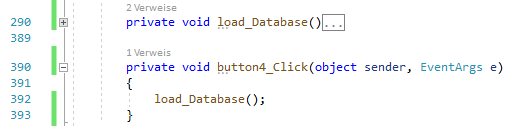 2 Verweise
290 private void load_Database()...
389
1 Verweis
390 private void button4_Click(object sender, EventArgs e)
391 {
392 load_Database();
393 }